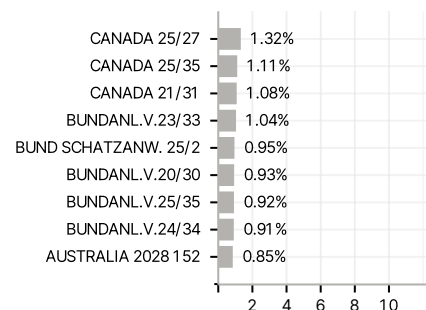 CANADA 25/27 1.32%
CANADA 25/35 1.11%
CANADA 21/31 1.08%
BUNDANL.V.23/33 1.04%
BUND SCHATZANW. 25/2 0.95%
BUNDANL.V.20/30 0.93%
BUNDANL.V.25/35 0.92%
BUNDANL.V.24/34 0.91%
AUSTRALIA 2028 152 0.85%
2 4 6 8 10